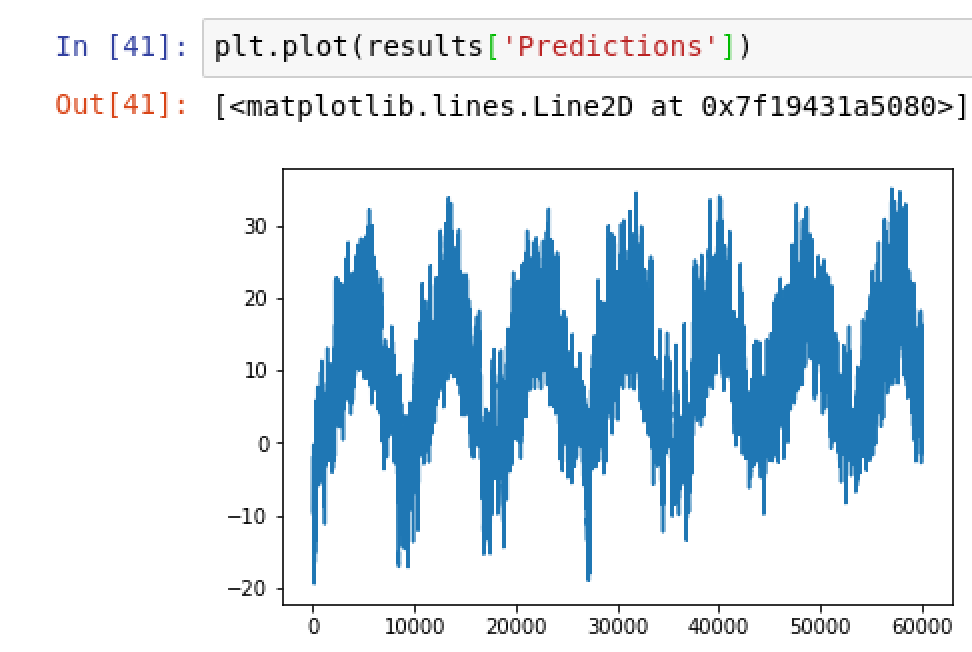 In [41]: plt.plot(results['Predictions'])
Out[41]: [<matplotlib.lines.Line2D at 0x7f19431a5080>]
30
20
10
0
−10
−20
0 10000 20000 30000 40000 50000 60000